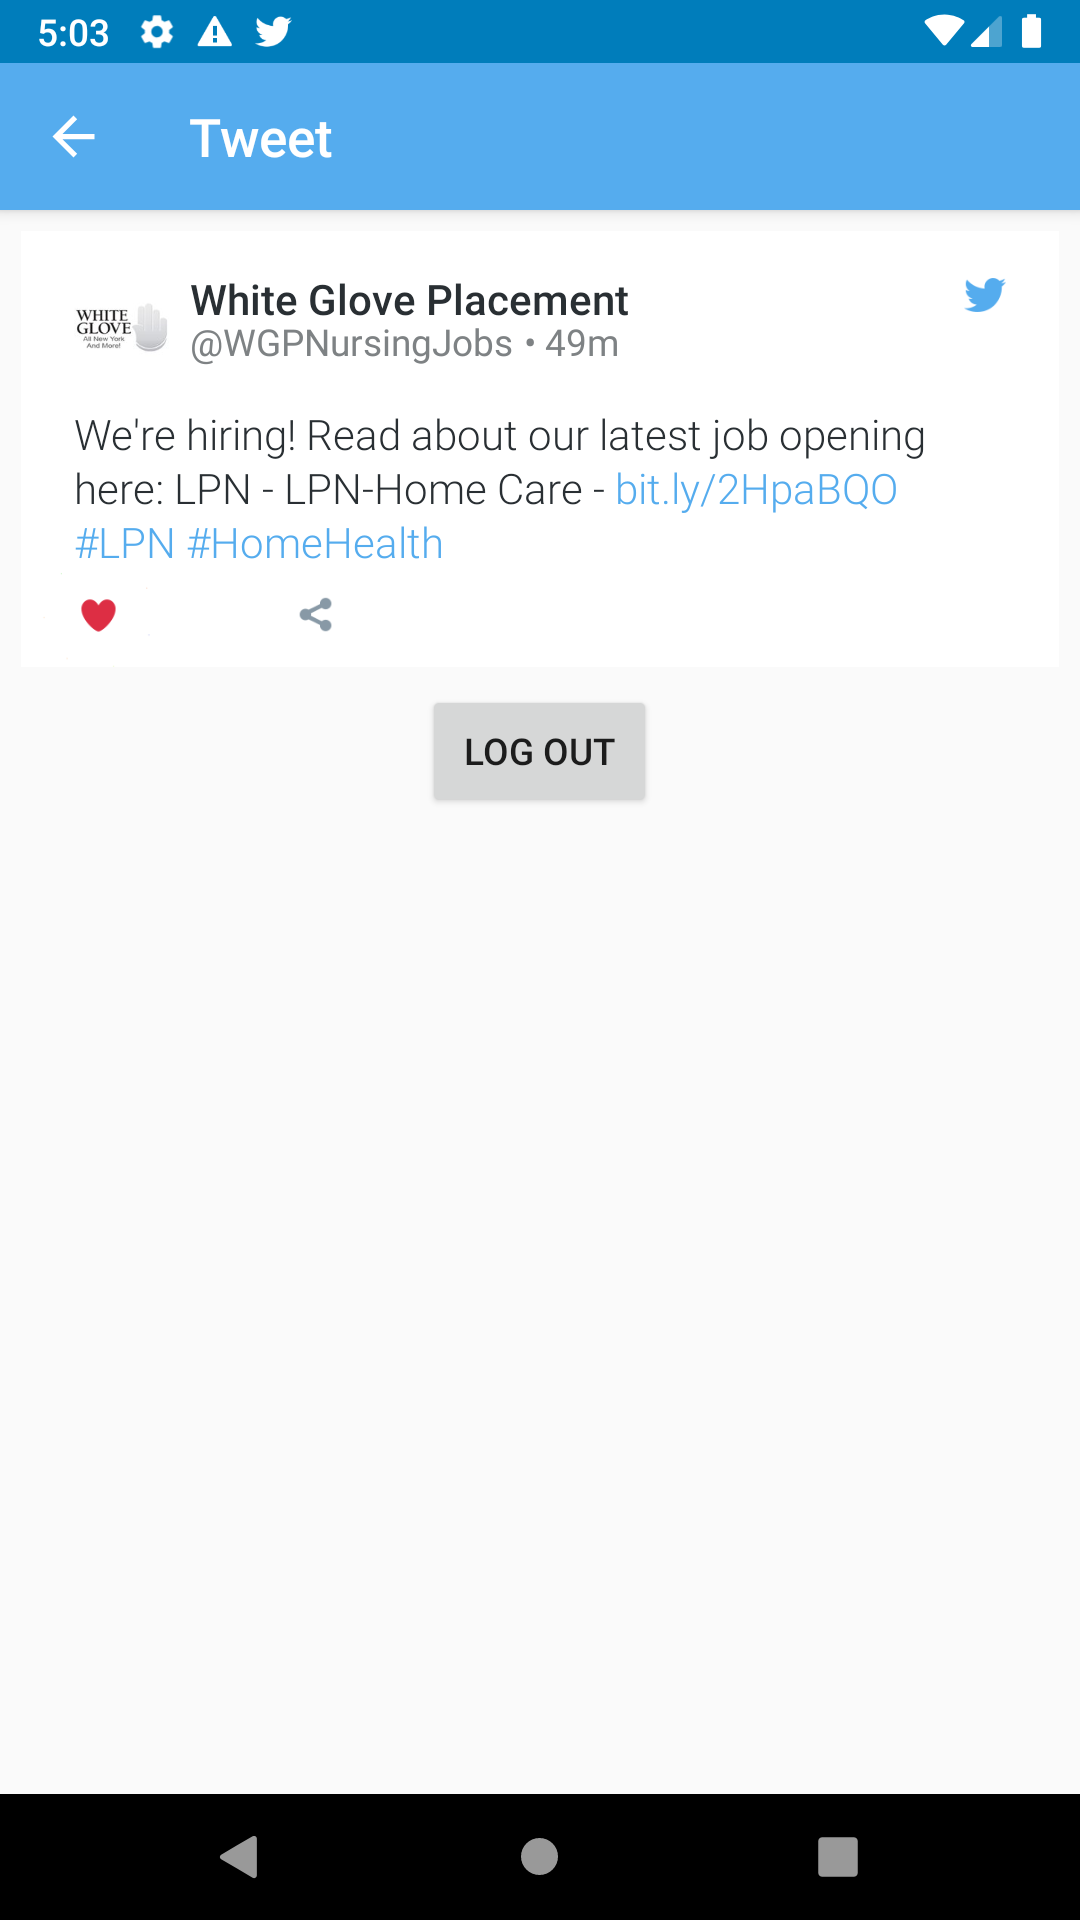 5:03
Tweet
White Glove Placement
WHITE
GLOVE
All New York
And More!
@WGPNursingJobs • 49m
We're hiring! Read about our latest job opening
here: LPN - LPN-Home Care - bit.ly/2HpaBQO
#LPN #HomeHealth
LOG OUT